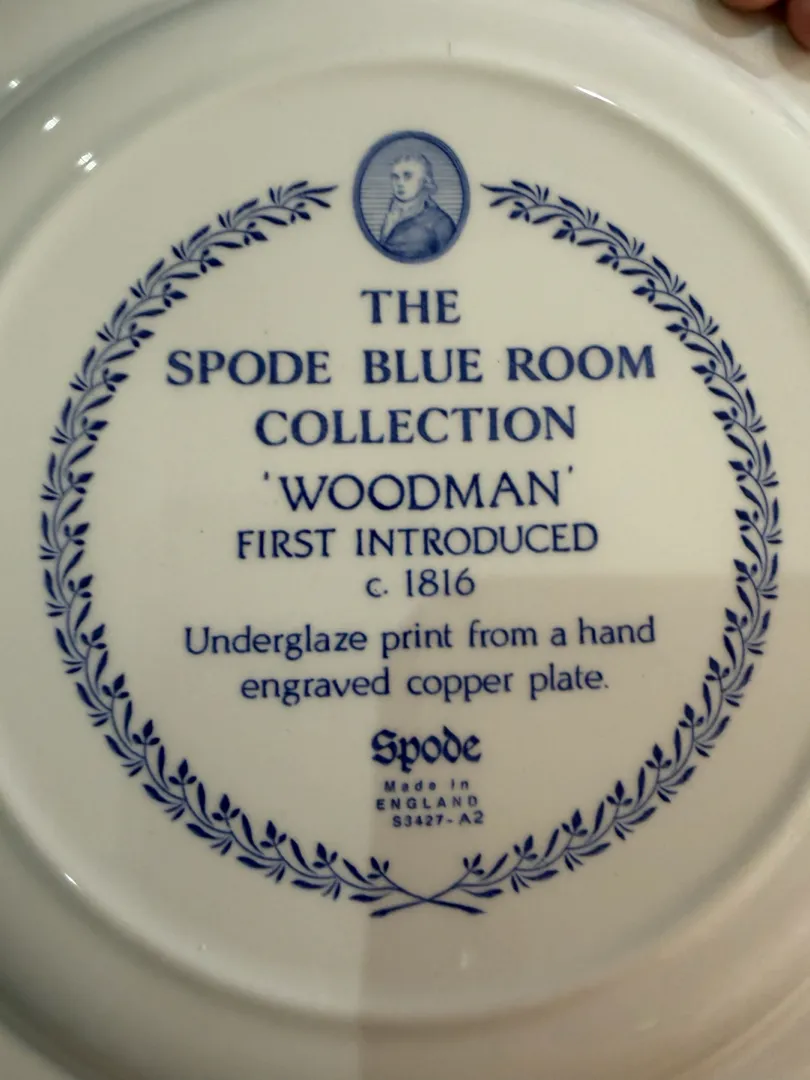 THE
SPODE BLUE ROOM
COLLECTION
'WOODMAN'
FIRST INTRODUCED
c. 1816
Underglaze print from a hand
engraved copper plate.
Spode
Made in
ENGLAND
S3427-A2